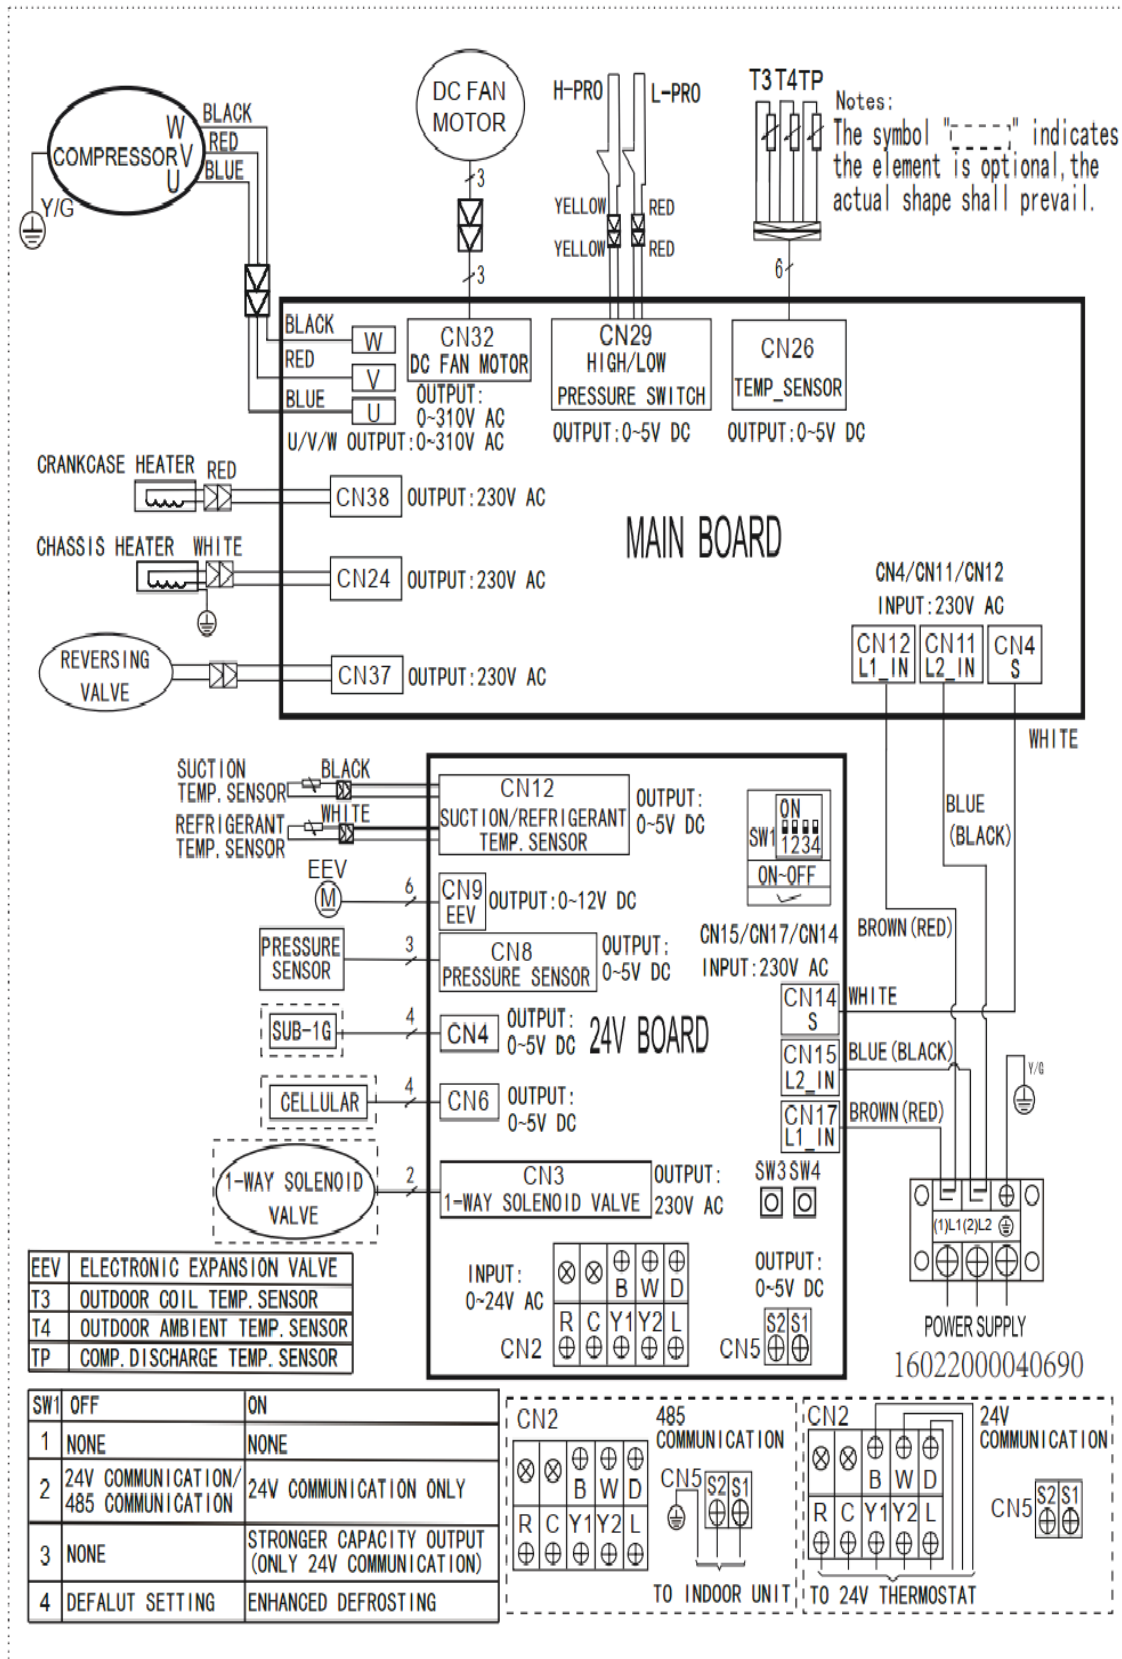 DC FAN
MOTOR
H-PRO
L-PRO
T3 T4 TP
Notes:
The symbol "[ ]" indicates
the element is optional, the
actual shape shall prevail.
COMPRESSOR
W
V
U
BLACK
RED
BLUE
Y/G
3
3
YELLOW
RED
YELLOW
RED
6
BLACK
W
RED
V
BLUE
U
CN32
DC FAN MOTOR
OUTPUT:
0~310V AC
U/V/W OUTPUT:0~310V AC
CN29
HIGH/LOW
PRESSURE SWITCH
OUTPUT:0~5V DC
CN26
TEMP_SENSOR
OUTPUT:0~5V DC
CRANKCASE HEATER
RED
CN38
OUTPUT:230V AC
MAIN BOARD
CHASSIS HEATER
WHITE
CN24
OUTPUT:230V AC
REVERSING
VALVE
CN37
OUTPUT:230V AC
CN4/CN11/CN12
INPUT:230V AC
CN12
L1_IN
CN11
L2_IN
CN4
S
WHITE
BLUE
(BLACK)
BROWN(RED)
SUCTION
TEMP. SENSOR
BLACK
REFRIGERANT
TEMP. SENSOR
WHITE
CN12
SUCTION/REFRIGERANT
TEMP. SENSOR
OUTPUT:
0~5V DC
ON
SW1
1234
ON~OFF
EEV
M
6
CN9
EEV
OUTPUT:0~12V DC
PRESSURE
SENSOR
3
CN8
PRESSURE SENSOR
OUTPUT:
0~5V DC
CN15/CN17/CN14
INPUT:230V AC
SUB-1G
4
CN4
OUTPUT:
0~5V DC
24V BOARD
CN14
S
WHITE
CN15
L2_IN
BLUE(BLACK)
CN17
L1_IN
BROWN(RED)
Y/G
CELLULAR
4
CN6
OUTPUT:
0~5V DC
1-WAY SOLENOID
VALVE
2
CN3
1-WAY SOLENOID VALVE
OUTPUT:
230V AC
SW3 SW4
(1)L1 (2)L2
POWER SUPPLY
16022000040690
INPUT:
0~24V AC
CN2
B W D
R C Y1 Y2 L
OUTPUT:
0~5V DC
CN5
S2 S1
EEV ELECTRONIC EXPANSION VALVE
T3 OUTDOOR COIL TEMP. SENSOR
T4 OUTDOOR AMBIENT TEMP. SENSOR
TP COMP. DISCHARGE TEMP. SENSOR
SW1 OFF ON
1 NONE NONE
2 24V COMMUNICATION/
485 COMMUNICATION
24V COMMUNICATION ONLY
3 NONE
STRONGER CAPACITY OUTPUT
(ONLY 24V COMMUNICATION)
4 DEFALUT SETTING ENHANCED DEFROSTING
CN2
485
COMMUNICATION
B W D
R C Y1 Y2 L
CN5
S2 S1
TO INDOOR UNIT
CN2
24V
COMMUNICATION
B W D
R C Y1 Y2 L
CN5
S2 S1
TO 24V THERMOSTAT